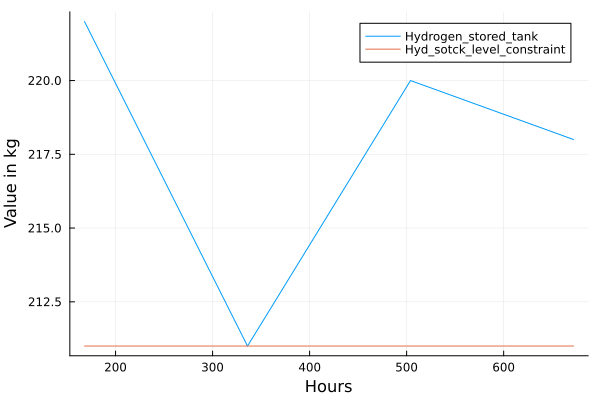 Hydrogen_stored_tank
Hyd_sotck_level_constraint
220.0
217.5
215.0
212.5
Value in kg
200 300 400 500 600
Hours